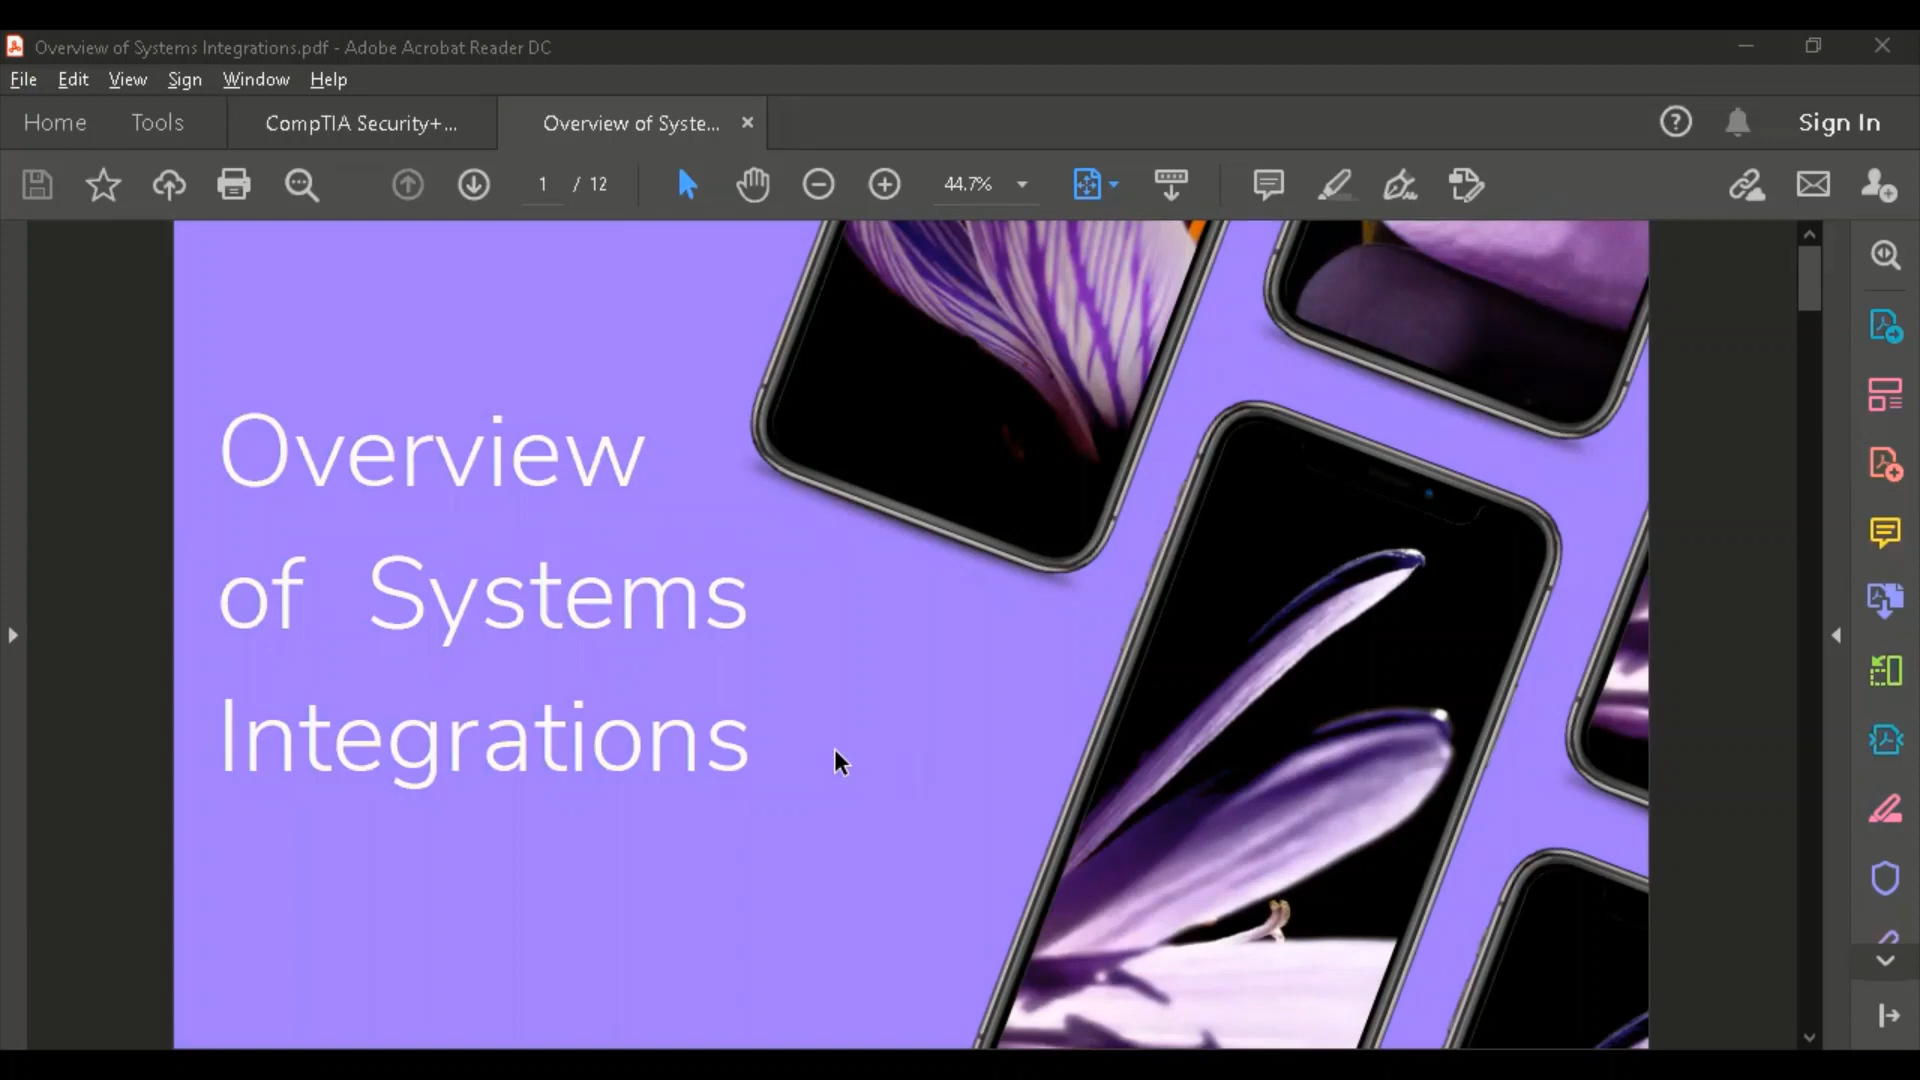 Overview of Systems Integrations.pdf - Adobe Acrobat Reader DC
File Edit View Sign Window Help
Home Tools CompTIA Security+... Overview of Syste... Sign In
1 / 12 44.7%
Overview
of Systems
Integrations